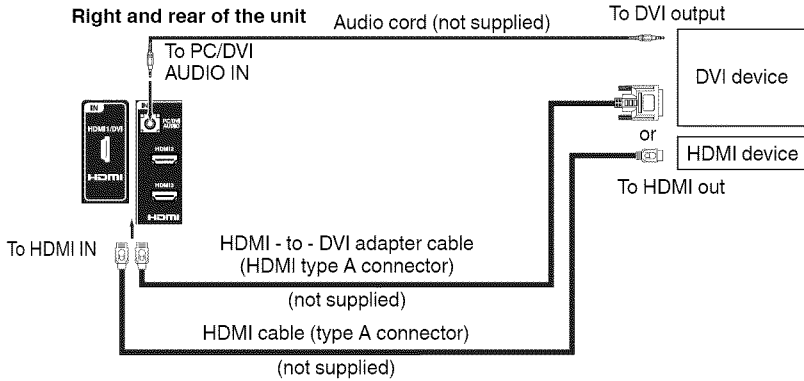 Right and rear of the unit
Audio cord (not supplied)
To DVI output
To PC/DVI
AUDIO IN
DVI device
IN
HDMI1/DVI
HDMI
IN
PC/DVI
AUDIO
HDMI2
HDMI3
HDMI
or
HDMI device
To HDMI out
To HDMI IN
HDMI - to - DVI adapter cable
(HDMI type A connector)
(not supplied)
HDMI cable (type A connector)
(not supplied)